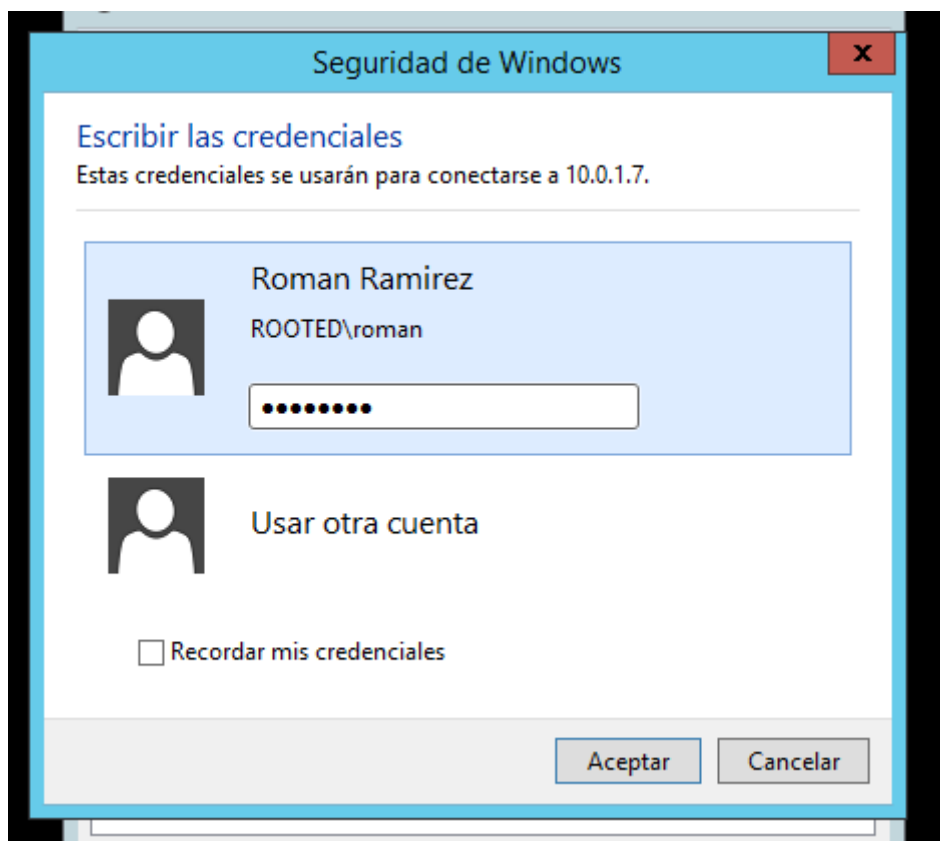 Seguridad de Windows
x
Escribir las credenciales
Estas credenciales se usarán para conectarse a 10.0.1.7.
Roman Ramirez
ROOTED\roman
••••••••
Usar otra cuenta
Recordar mis credenciales
Aceptar
Cancelar